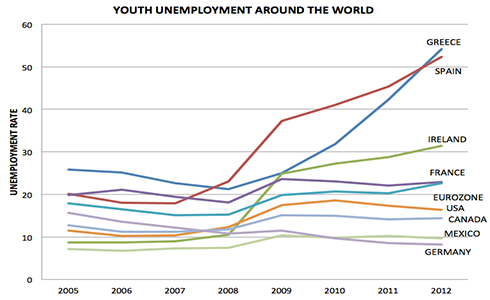 YOUTH UNEMPLOYMENT AROUND THE WORLD
UNEMPLOYMENT RATE
60
50
40
30
20
10
0
2005 2006 2007 2008 2009 2010 2011 2012
GREECE
SPAIN
IRELAND
FRANCE
EUROZONE
USA
CANADA
MEXICO
GERMANY